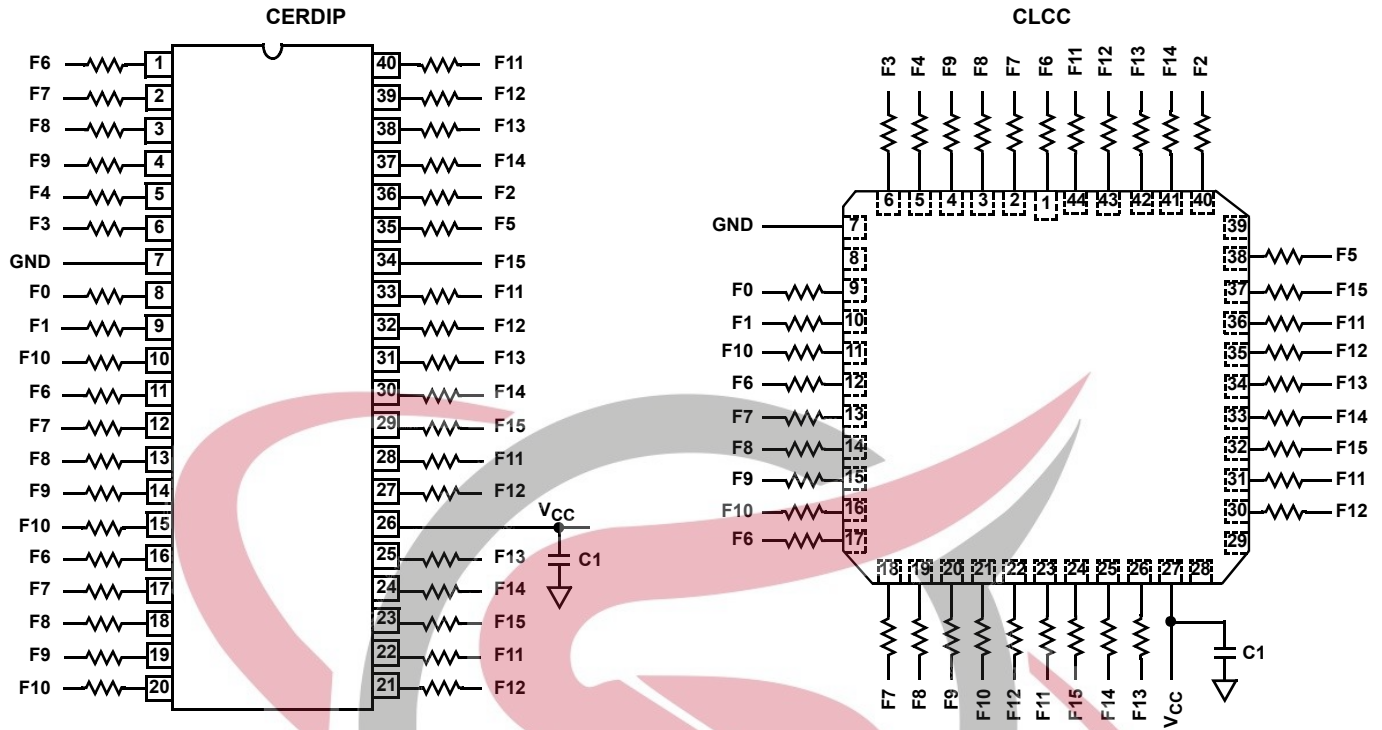 CERDIP
F6 1 40 F11
F7 2 39 F12
F8 3 38 F13
F9 4 37 F14
F4 5 36 F2
F3 6 35 F5
GND 7 34 F15
F0 8 33 F11
F1 9 32 F12
F10 10 31 F13
F6 11 30 F14
F7 12 29 F15
F8 13 28 F11
F9 14 27 F12
F10 15 26 VCC
F6 16 25 F13
C1
F7 17 24 F14
F8 18 23 F15
F9 19 22 F11
F10 20 21 F12
CLCC
F3 F4 F9 F8 F7 F6 F11 F12 F13 F14 F2
6 5 4 3 2 1 44 43 42 41 40
GND 7 39
8 38 F5
F0 9 37 F15
F1 10 36 F11
F10 11 35 F12
F6 12 34 F13
F7 13 33 F14
F8 14 32 F15
F9 15 31 F11
F10 16 30 F12
F6 17 29
18 19 20 21 22 23 24 25 26 27 28
C1
F7 F8 F9 F10 F12 F11 F15 F14 F13 VCC